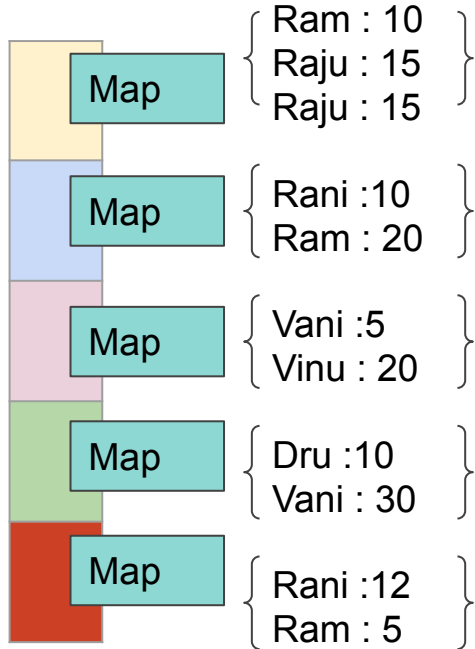 Map
Ram : 10
Raju : 15
Raju : 15
Map
Rani :10
Ram : 20
Map
Vani :5
Vinu : 20
Map
Dru :10
Vani : 30
Map
Rani :12
Ram : 5